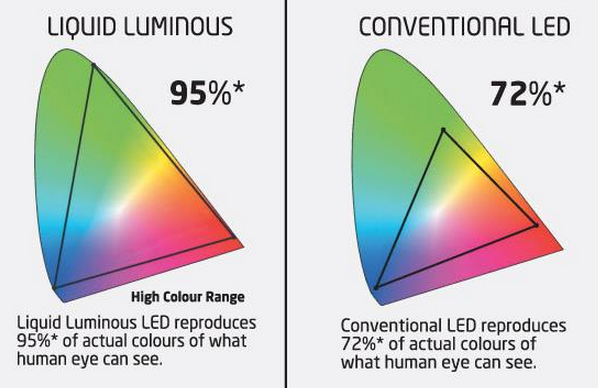 LIQUID LUMINOUS
95%*
High Colour Range
Liquid Luminous LED reproduces
95%* of actual colours of what
human eye can see.
CONVENTIONAL LED
72%*
Conventional LED reproduces
72%* of actual colours of
what human eye can see.